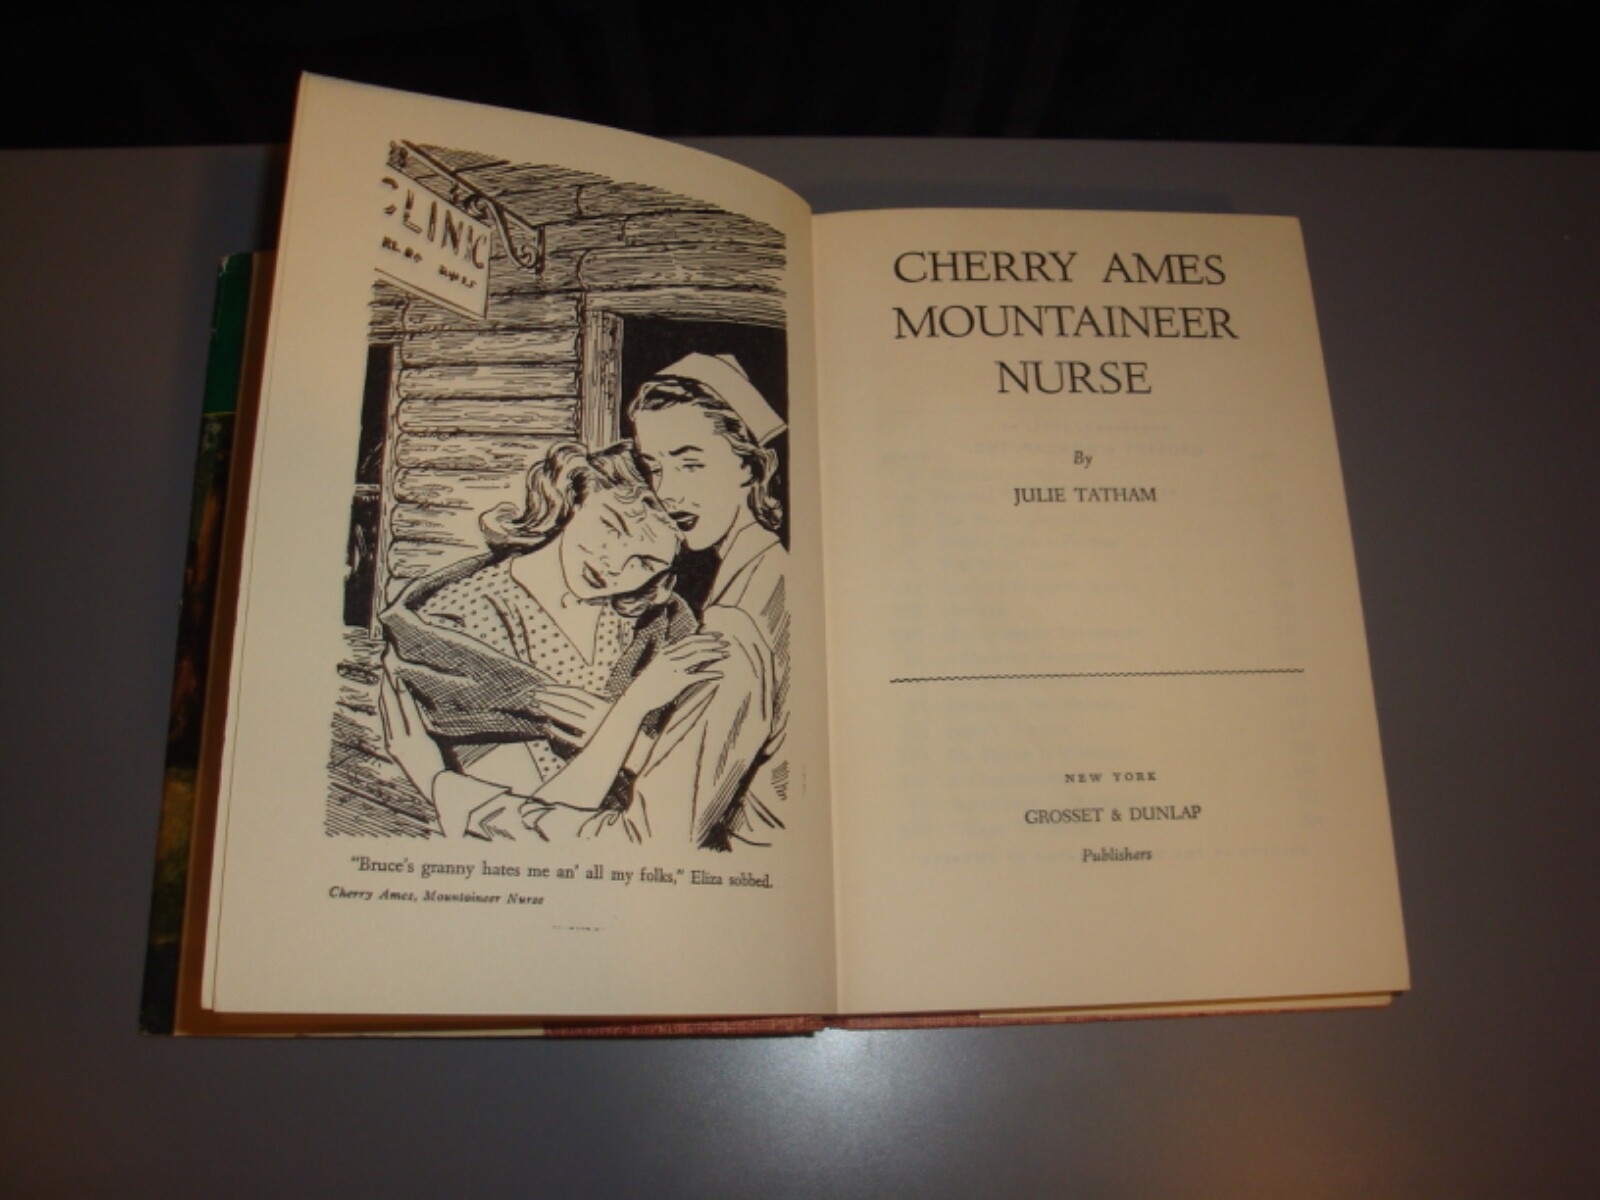 CLINIC
"Bruce's granny hates me an' all my folks," Eliza sobbed.
Cherry Ames, Mountaineer Nurse
CHERRY AMES
MOUNTAINEER
NURSE
By
JULIE TATHAM
NEW YORK
GROSSET & DUNLAP
Publishers